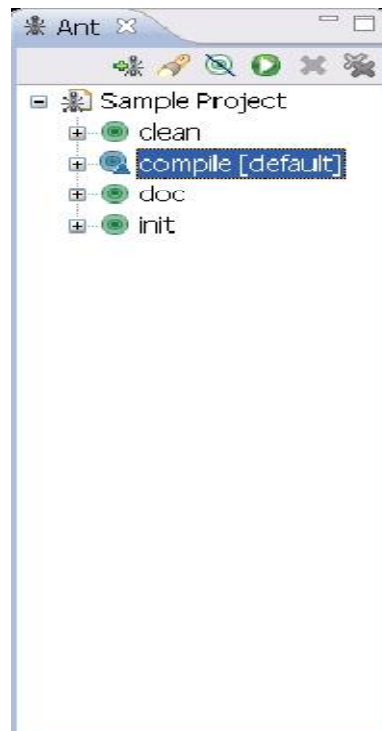 Ant
Sample Project
clean
compile [default]
doc
init